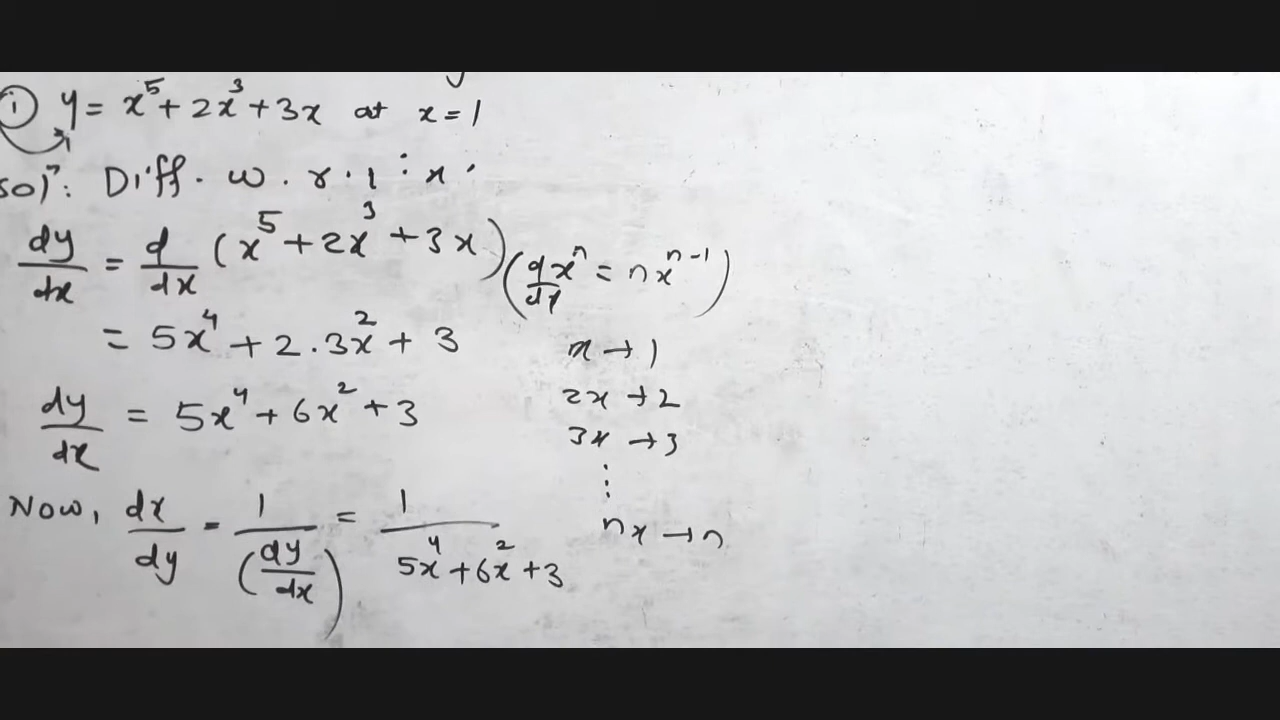 ① y = x⁵ + 2x³ + 3x at x = 1
Solⁿ: Diff. w. r. t. 'x'
dy/dx = d/dx (x⁵ + 2x³ + 3x) (d/dx xⁿ = nxⁿ⁻¹)
= 5x⁴ + 2.3x² + 3
x → 1
2x → 2
dy/dx = 5x⁴ + 6x² + 3
3x → 3
⋮
Now, dx/dy = 1/(dy/dx) = 1/5x⁴ + 6x² + 3
nx → n